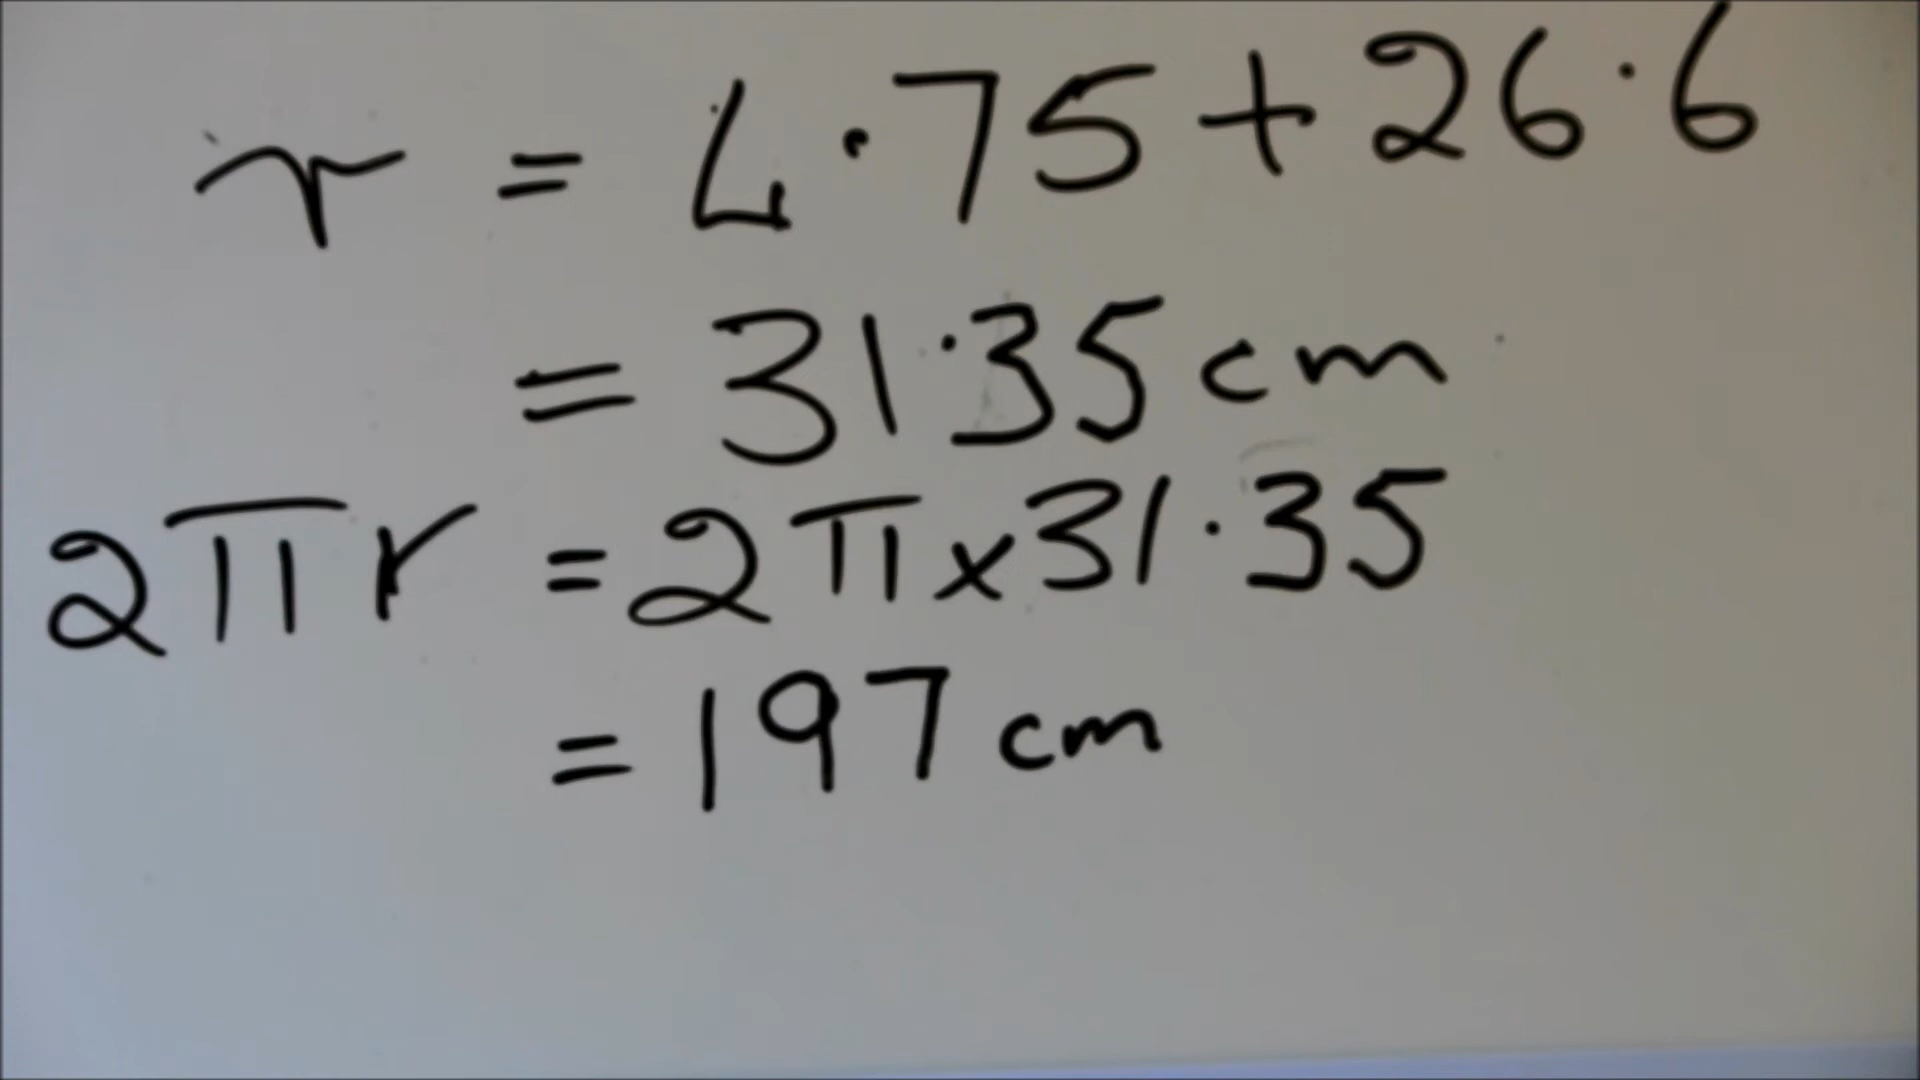 r = 4.75 + 26.6
= 31.35 cm
2πr = 2π x 31.35
= 197 cm